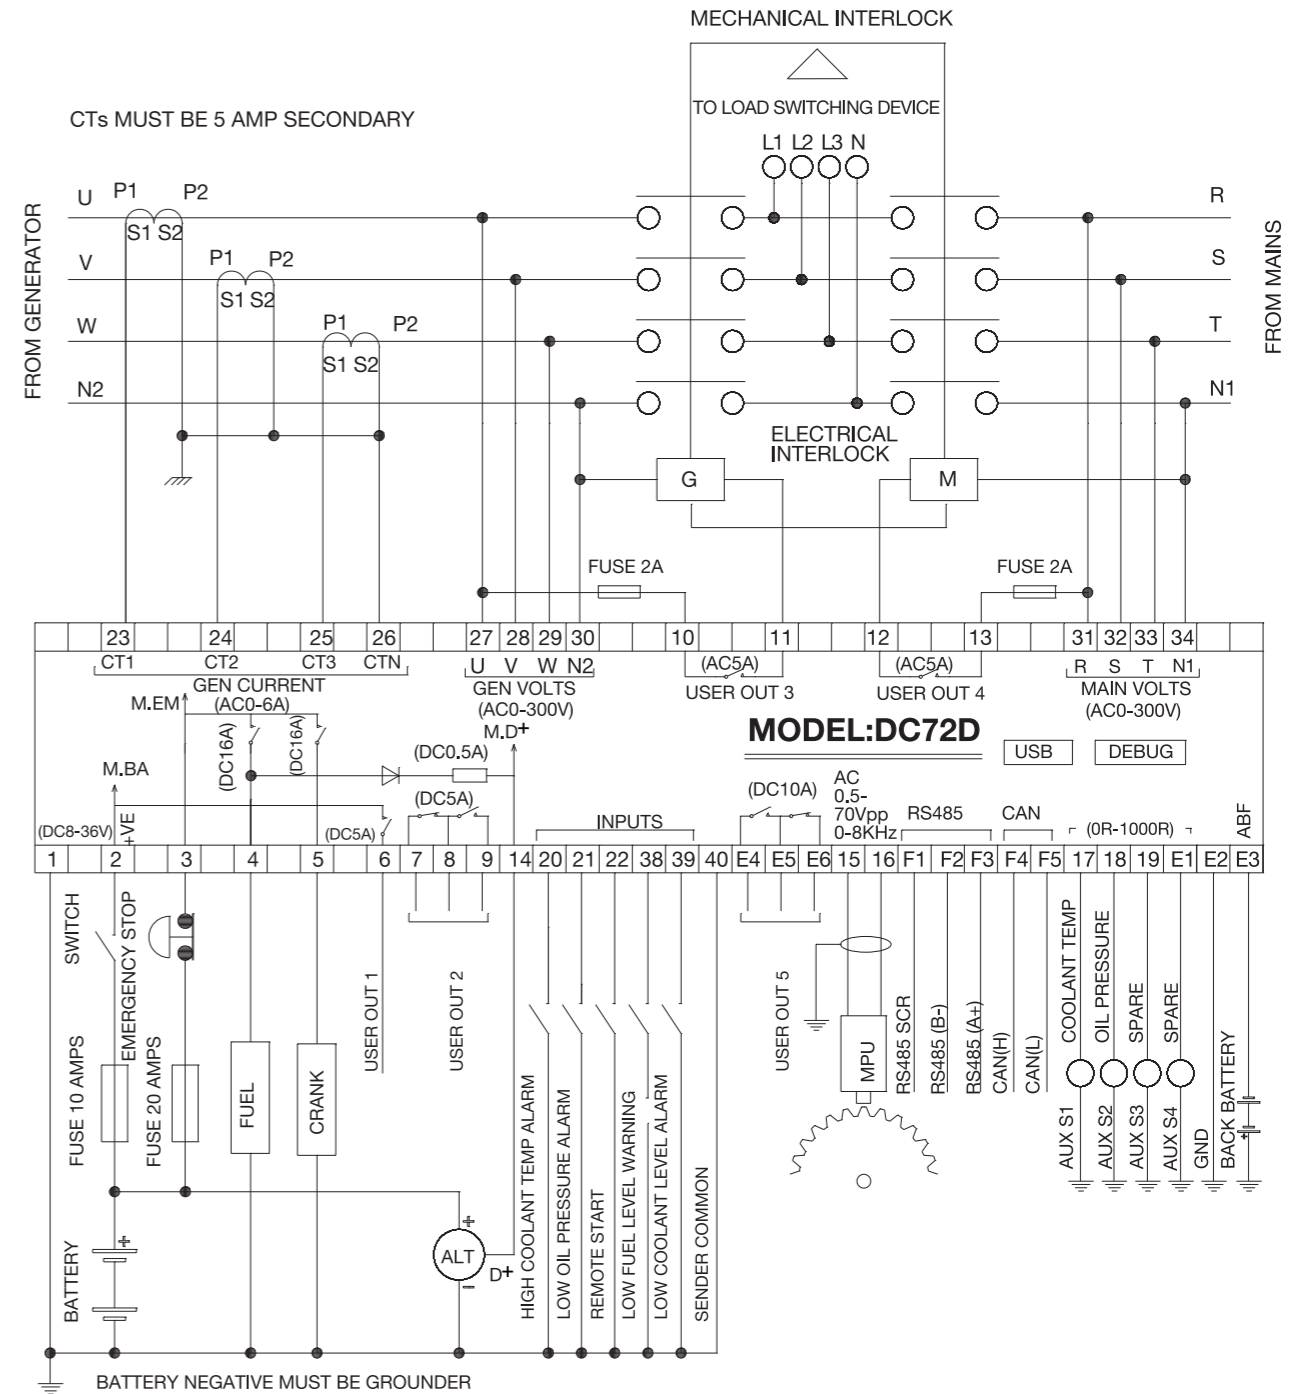 MECHANICAL INTERLOCK
TO LOAD SWITCHING DEVICE
CTs MUST BE 5 AMP SECONDARY
L1 L2 L3 N
FROM GENERATOR
U P1 P2
S1 S2
V P1 P2
S1 S2
W P1 P2
S1 S2
N2
R
S
T
N1
FROM MAINS
ELECTRICAL
INTERLOCK
G
M
FUSE 2A
FUSE 2A
23 24 25 26 27 28 29 30 10 11 12 13 31 32 33 34
CT1 CT2 CT3 CTN
GEN CURRENT
(AC0-6A)
U V W N2
GEN VOLTS
(AC0-300V)
(AC5A)
USER OUT 3
(AC5A)
USER OUT 4
R S T N1
MAIN VOLTS
(AC0-300V)
M.EM
(DC16A)
(DC16A)
M.D+
(DC0.5A)
MODEL:DC72D
USB
DEBUG
M.BA
(DC8-36V)
+VE
(DC5A)
(DC5A)
INPUTS
(DC10A)
AC
0.5-
70Vpp
0-8KHz
RS485
CAN
(0R-1000R)
ABF
1 2 3 4 5 6 7 8 9 14 20 21 22 38 39 40 E4 E5 E6 15 16 F1 F2 F3 F4 F5 17 18 19 E1 E2 E3
SWITCH
EMERGENCY STOP
FUSE 10 AMPS
FUSE 20 AMPS
FUEL
CRANK
USER OUT 1
USER OUT 2
BATTERY
+
+
ALT
−
D+
HIGH COOLANT TEMP ALARM
LOW OIL PRESSURE ALARM
REMOTE START
LOW FUEL LEVEL WARNING
LOW COOLANT LEVEL ALARM
SENDER COMMON
USER OUT 5
MPU
RS485 SCR
RS485 (B-)
RS485 (A+)
CAN(H)
CAN(L)
COOLANT TEMP
OIL PRESSURE
SPARE
SPARE
AUX S1
AUX S2
AUX S3
AUX S4
GND
BACK BATTERY
+
BATTERY NEGATIVE MUST BE GROUNDER